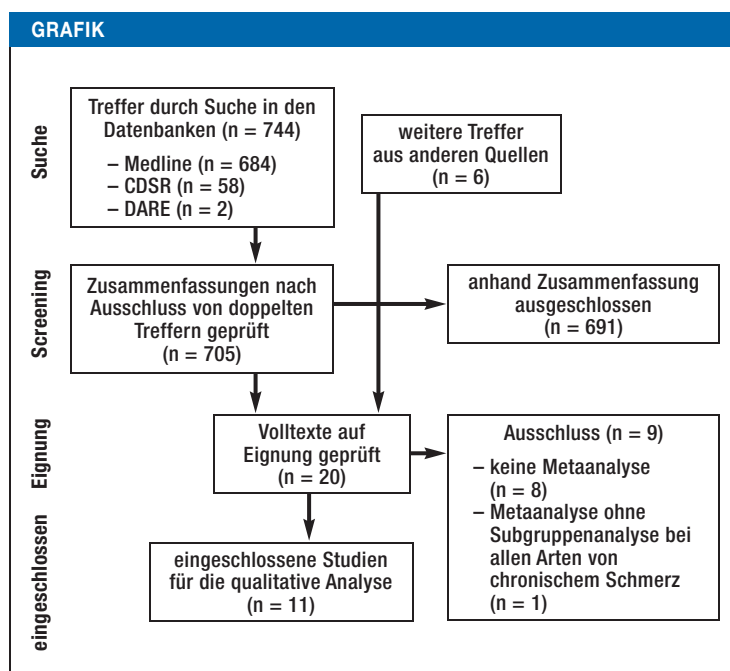 GRAFIK
Suche
Treffer durch Suche in den
Datenbanken (n = 744)
– Medline (n = 684)
– CDSR (n = 58)
– DARE (n = 2)
weitere Treffer
aus anderen Quellen
(n = 6)
Screening
Zusammenfassungen nach
Ausschluss von doppelten
Treffern geprüft
(n = 705)
anhand Zusammenfassung
ausgeschlossen
(n = 691)
Eignung
Volltexte auf
Eignung geprüft
(n = 20)
Ausschluss (n = 9)
– keine Metaanalyse
(n = 8)
– Metaanalyse ohne
Subgruppenanalyse bei
allen Arten von
chronischem Schmerz
(n = 1)
eingeschlossen
eingeschlossene Studien
für die qualitative Analyse
(n = 11)